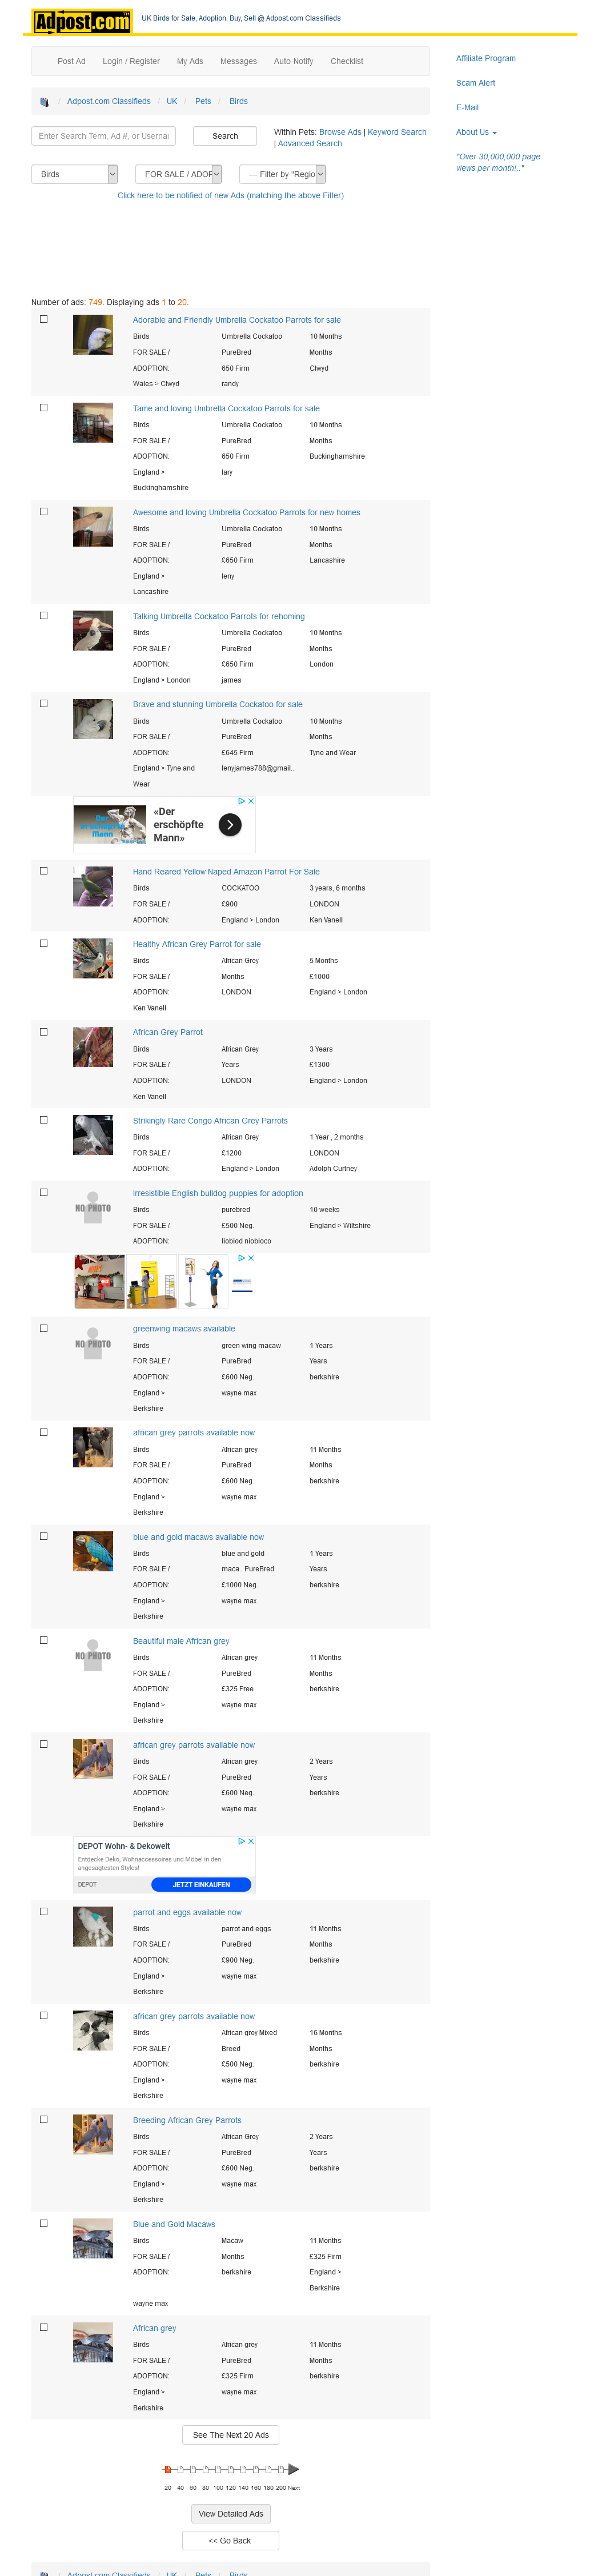 Adpost.com™ UK Birds for Sale, Adoption, Buy, Sell @ Adpost.com Classifieds
Post Ad Login / Register My Ads Messages Auto-Notify Checklist
Affiliate Program
Scam Alert
E-Mail
About Us
"Over 30,000,000 page
views per month!.."
/ Adpost.com Classifieds / UK / Pets / Birds
Enter Search Term, Ad #, or Userna
Search
Within Pets: Browse Ads | Keyword Search
| Advanced Search
Birds FOR SALE / ADOP --- Filter by "Regio
Click here to be notified of new Ads (matching the above Filter)
Number of ads: 749. Displaying ads 1 to 20.
Adorable and Friendly Umbrella Cockatoo Parrots for sale
Birds Umbrella Cockatoo 10 Months
FOR SALE / PureBred Months
ADOPTION: 650 Firm Clwyd
Wales > Clwyd randy
Tame and loving Umbrella Cockatoo Parrots for sale
Birds Umbrella Cockatoo 10 Months
FOR SALE / PureBred Months
ADOPTION: 650 Firm Buckinghamshire
England > lary
Buckinghamshire
Awesome and loving Umbrella Cockatoo Parrots for new homes
Birds Umbrella Cockatoo 10 Months
FOR SALE / PureBred Months
ADOPTION: £650 Firm Lancashire
England > leny
Lancashire
Talking Umbrella Cockatoo Parrots for rehoming
Birds Umbrella Cockatoo 10 Months
FOR SALE / PureBred Months
ADOPTION: £650 Firm London
England > London james
Brave and stunning Umbrella Cockatoo for sale
Birds Umbrella Cockatoo 10 Months
FOR SALE / PureBred Months
ADOPTION: £645 Firm Tyne and Wear
England > Tyne and lenyjames788@gmail..
Wear
Der erschöpfte Mann
«Der
erschöpfte
Mann»
Hand Reared Yellow Naped Amazon Parrot For Sale
Birds COCKATOO 3 years, 6 months
FOR SALE / £900 LONDON
ADOPTION: England > London Ken Vanell
Healthy African Grey Parrot for sale
Birds African Grey 5 Months
FOR SALE / Months £1000
ADOPTION: LONDON England > London
Ken Vanell
African Grey Parrot
Birds African Grey 3 Years
FOR SALE / Years £1300
ADOPTION: LONDON England > London
Ken Vanell
Strikingly Rare Congo African Grey Parrots
Birds African Grey 1 Year , 2 months
FOR SALE / £1200 LONDON
ADOPTION: England > London Adolph Curtney
Irresistible English bulldog puppies for adoption
NO PHOTO
Birds purebred 10 weeks
FOR SALE / £500 Neg. England > Wiltshire
ADOPTION: liobiod niobioco
greenwing macaws available
NO PHOTO
Birds green wing macaw 1 Years
FOR SALE / PureBred Years
ADOPTION: £600 Neg. berkshire
England > wayne max
Berkshire
african grey parrots available now
Birds African grey 11 Months
FOR SALE / PureBred Months
ADOPTION: £600 Neg. berkshire
England > wayne max
Berkshire
blue and gold macaws available now
Birds blue and gold 1 Years
FOR SALE / maca.. PureBred Years
ADOPTION: £1000 Neg. berkshire
England > wayne max
Berkshire
Beautiful male African grey
NO PHOTO
Birds African grey 11 Months
FOR SALE / PureBred Months
ADOPTION: £325 Free berkshire
England > wayne max
Berkshire
african grey parrots available now
Birds African grey 2 Years
FOR SALE / PureBred Years
ADOPTION: £600 Neg. berkshire
England > wayne max
Berkshire
DEPOT Wohn- & Dekowelt
Entdecke Deko, Wohnaccessoires und Möbel in den
angesagtesten Styles!
DEPOT JETZT EINKAUFEN
parrot and eggs available now
Birds parrot and eggs 11 Months
FOR SALE / PureBred Months
ADOPTION: £900 Neg. berkshire
England > wayne max
Berkshire
african grey parrots available now
Birds African grey Mixed 16 Months
FOR SALE / Breed Months
ADOPTION: £500 Neg. berkshire
England > wayne max
Berkshire
Breeding African Grey Parrots
Birds African Grey 2 Years
FOR SALE / PureBred Years
ADOPTION: £600 Neg. berkshire
England > wayne max
Berkshire
Blue and Gold Macaws
Birds Macaw 11 Months
FOR SALE / Months £325 Firm
ADOPTION: berkshire England >
Berkshire
wayne max
African grey
Birds African grey 11 Months
FOR SALE / PureBred Months
ADOPTION: £325 Firm berkshire
England > wayne max
Berkshire
See The Next 20 Ads
20 40 60 80 100 120 140 160 180 200 Next
View Detailed Ads
<< Go Back
/ Adpost.com Classifieds / UK / Pets / Birds